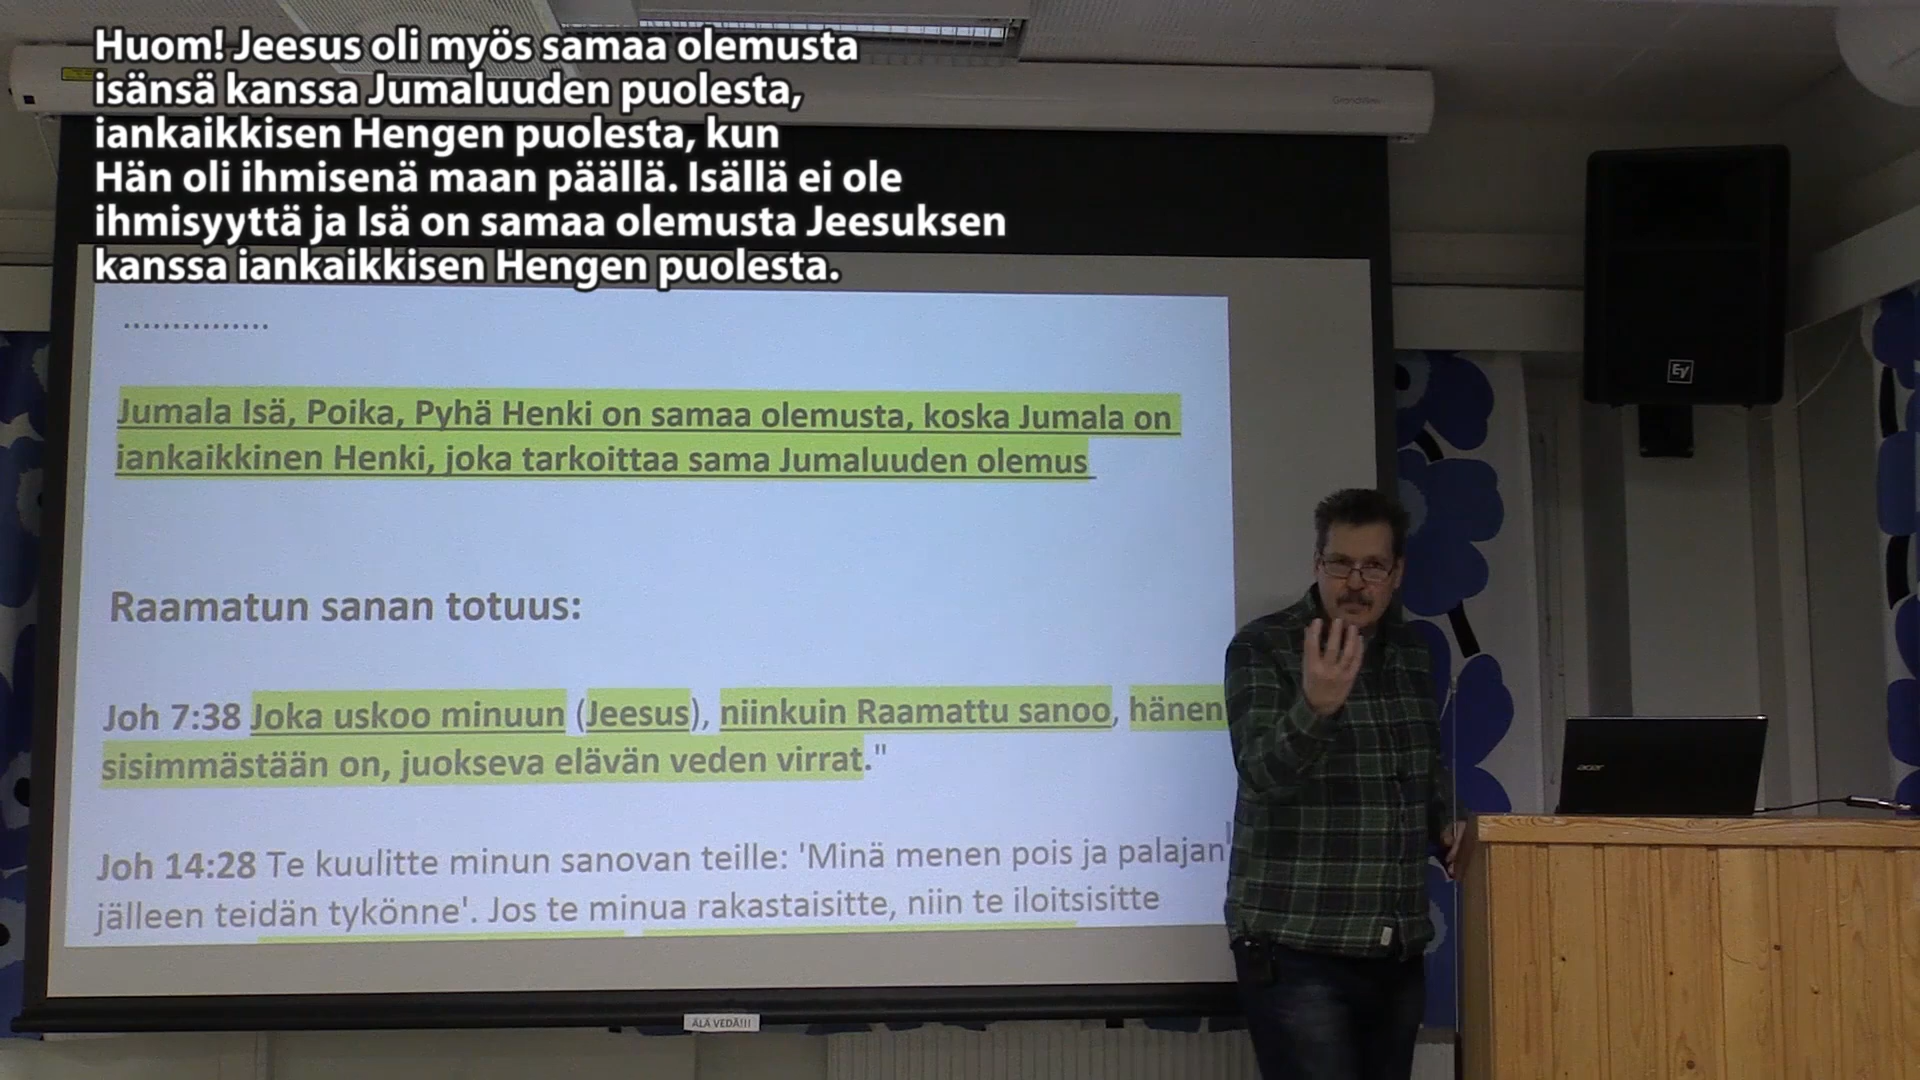 Huom! Jeesus oli myös samaa olemusta
isänsä kanssa Jumaluuden puolesta,
iankaikkisen Hengen puolesta, kun
Hän oli ihmisenä maan päällä. Isällä ei ole
ihmisyyttä ja Isä on samaa olemusta Jeesuksen
kanssa iankaikkisen Hengen puolesta.
GrandView
...............
Jumala Isä, Poika, Pyhä Henki on samaa olemusta, koska Jumala on
iankaikkinen Henki, joka tarkoittaa sama Jumaluuden olemus
Raamatun sanan totuus:
Joh 7:38 Joka uskoo minuun (Jeesus), niinkuin Raamattu sanoo, hänen
sisimmästään on, juokseva elävän veden virrat."
Joh 14:28 Te kuulitte minun sanovan teille: 'Minä menen pois ja palajan
jälleen teidän tykönne'. Jos te minua rakastaisitte, niin te iloitsisitte
ÄLÄ VEDÄ!!!
EV
acer